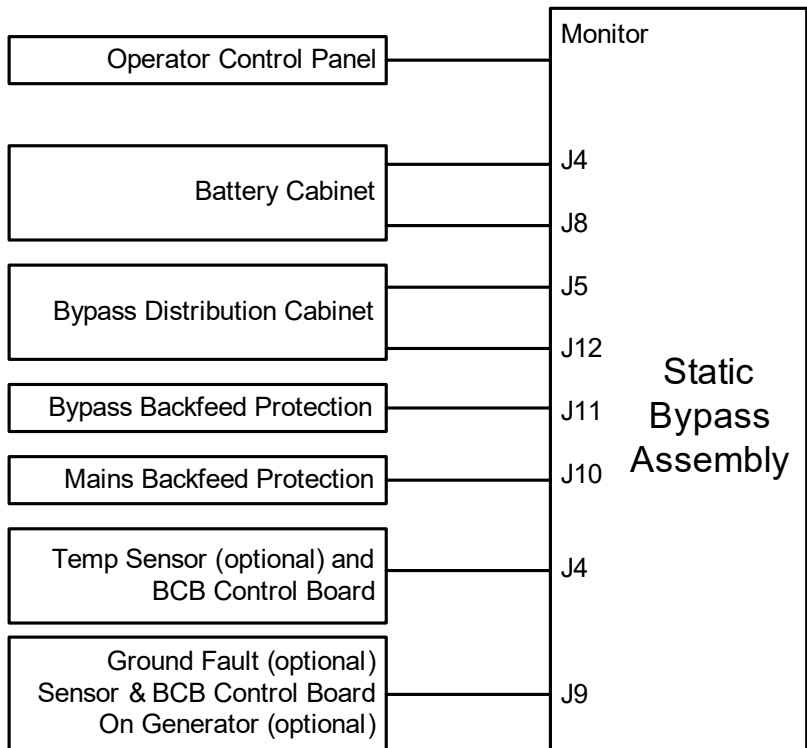 Monitor
Operator Control Panel
J4
Battery Cabinet
J8
J5
Bypass Distribution Cabinet
J12
Static
Bypass
Assembly
Bypass Backfeed Protection
J11
Mains Backfeed Protection
J10
Temp Sensor (optional) and
BCB Control Board
J4
Ground Fault (optional)
Sensor & BCB Control Board
On Generator (optional)
J9